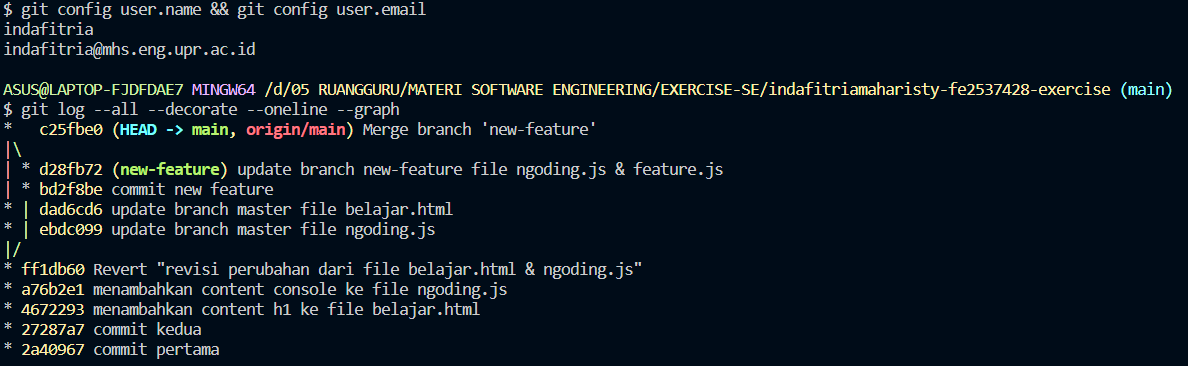 $ git config user.name && git config user.email
indafitria
indafitria@mhs.eng.upr.ac.id
ASUS@LAPTOP-FJDFDAE7 MINGW64 /d/05 RUANGGURU/MATERI SOFTWARE ENGINEERING/EXERCISE-SE/indafitriamaharisty-fe2537428-exercise (main)
$ git log --all --decorate --oneline --graph
*   c25fbe0 (HEAD -> main, origin/main) Merge branch 'new-feature'
|\
| * d28fb72 (new-feature) update branch new-feature file ngoding.js & feature.js
| * bd2f8be commit new feature
* | dad6cd6 update branch master file belajar.html
* | ebdc099 update branch master file ngoding.js
|/
* ff1db60 Revert "revisi perubahan dari file belajar.html & ngoding.js"
* a76b2e1 menambahkan content console ke file ngoding.js
* 4672293 menambahkan content h1 ke file belajar.html
* 27287a7 commit kedua
* 2a40967 commit pertama